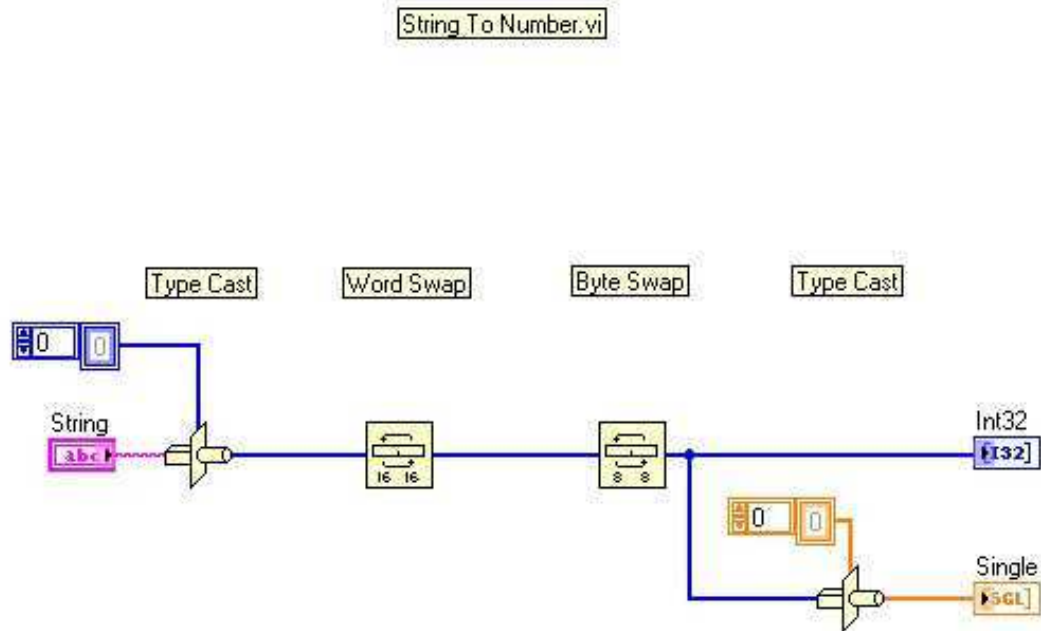 String To Number.vi
Type Cast
Word Swap
Byte Swap
Type Cast
0 0
String
abc
16 16
8 8
Int32
I32
0 0
Single
SGL